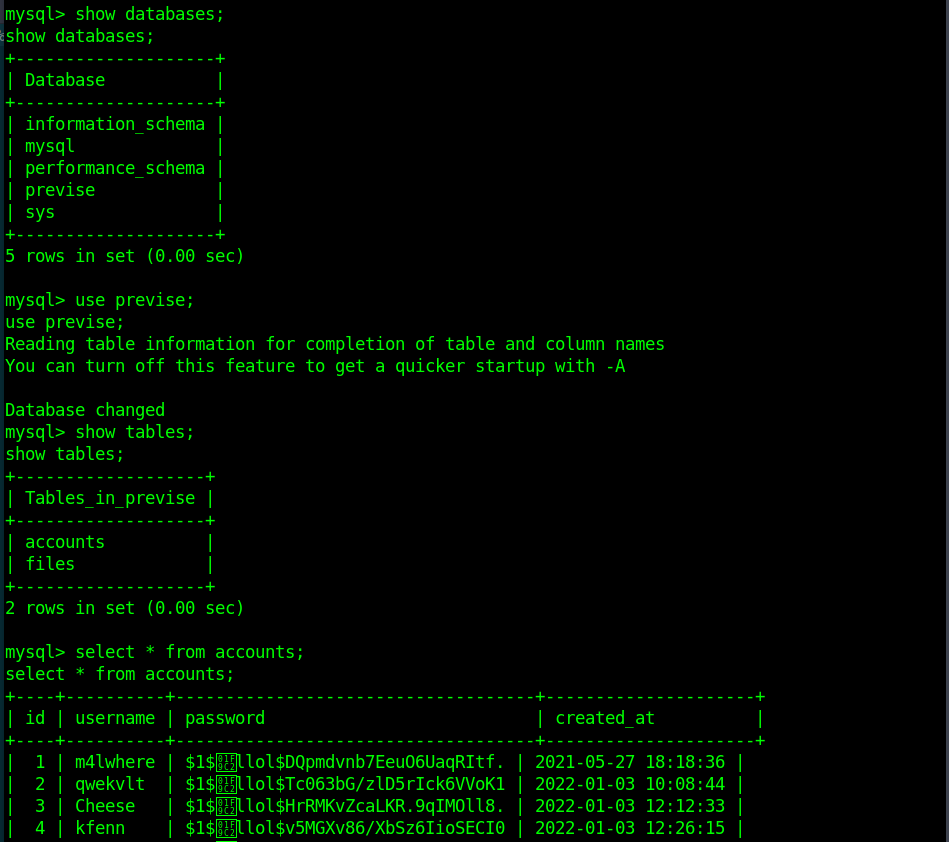 mysql> show databases;
show databases;
+--------------------+
| Database           |
+--------------------+
| information_schema |
| mysql              |
| performance_schema |
| previse            |
| sys                |
+--------------------+
5 rows in set (0.00 sec)
mysql> use previse;
use previse;
Reading table information for completion of table and column names
You can turn off this feature to get a quicker startup with -A
Database changed
mysql> show tables;
show tables;
+-------------------+
| Tables_in_previse |
+-------------------+
| accounts          |
| files             |
+-------------------+
2 rows in set (0.00 sec)
mysql> select * from accounts;
select * from accounts;
+----+----------+------------------------------------+---------------------+
| id | username | password                           | created_at          |
+----+----------+------------------------------------+---------------------+
|  1 | m4lwhere | $1$🧂llol$DQpmdvnb7EeuO6UaqRItf. | 2021-05-27 18:18:36 |
|  2 | qwekvlt  | $1$🧂llol$Tc063bG/zlD5rIck6VVoK1 | 2022-01-03 10:08:44 |
|  3 | Cheese   | $1$🧂llol$HrRMKvZcaLKR.9qIMOll8. | 2022-01-03 12:12:33 |
|  4 | kfenn    | $1$🧂llol$v5MGXv86/XbSz6IioSECI0 | 2022-01-03 12:26:15 |